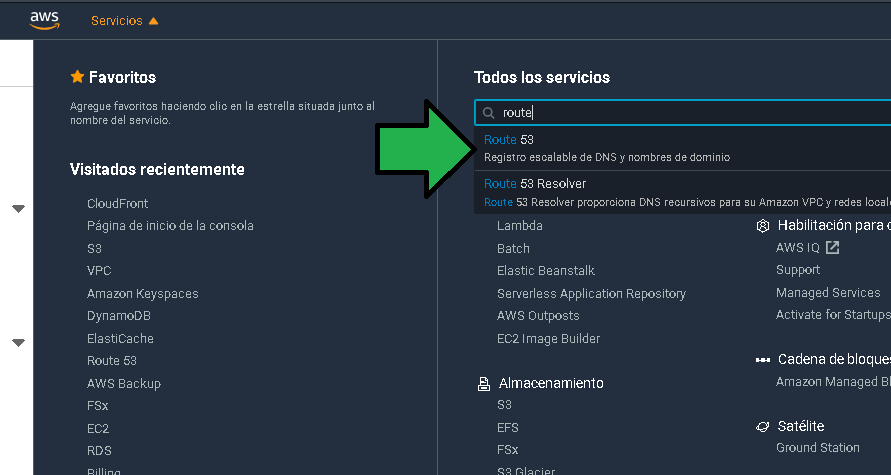 aws
Servicios
Favoritos
Agregue favoritos haciendo clic en la estrella situada junto al
nombre del servicio.
Visitados recientemente
CloudFront
Página de inicio de la consola
S3
VPC
Amazon Keyspaces
DynamoDB
ElastiCache
Route 53
AWS Backup
FSx
EC2
RDS
Billing
Todos los servicios
route
Route 53
Registro escalable de DNS y nombres de dominio
Route 53 Resolver
Route 53 Resolver proporciona DNS recursivos para su Amazon VPC y redes locale
Lambda
Batch
Elastic Beanstalk
Serverless Application Repository
AWS Outposts
EC2 Image Builder
Almacenamiento
S3
EFS
FSx
S3 Glacier
Habilitación para c
AWS IQ
Support
Managed Services
Activate for Startups
Cadena de bloques
Amazon Managed Bl
Satélite
Ground Station